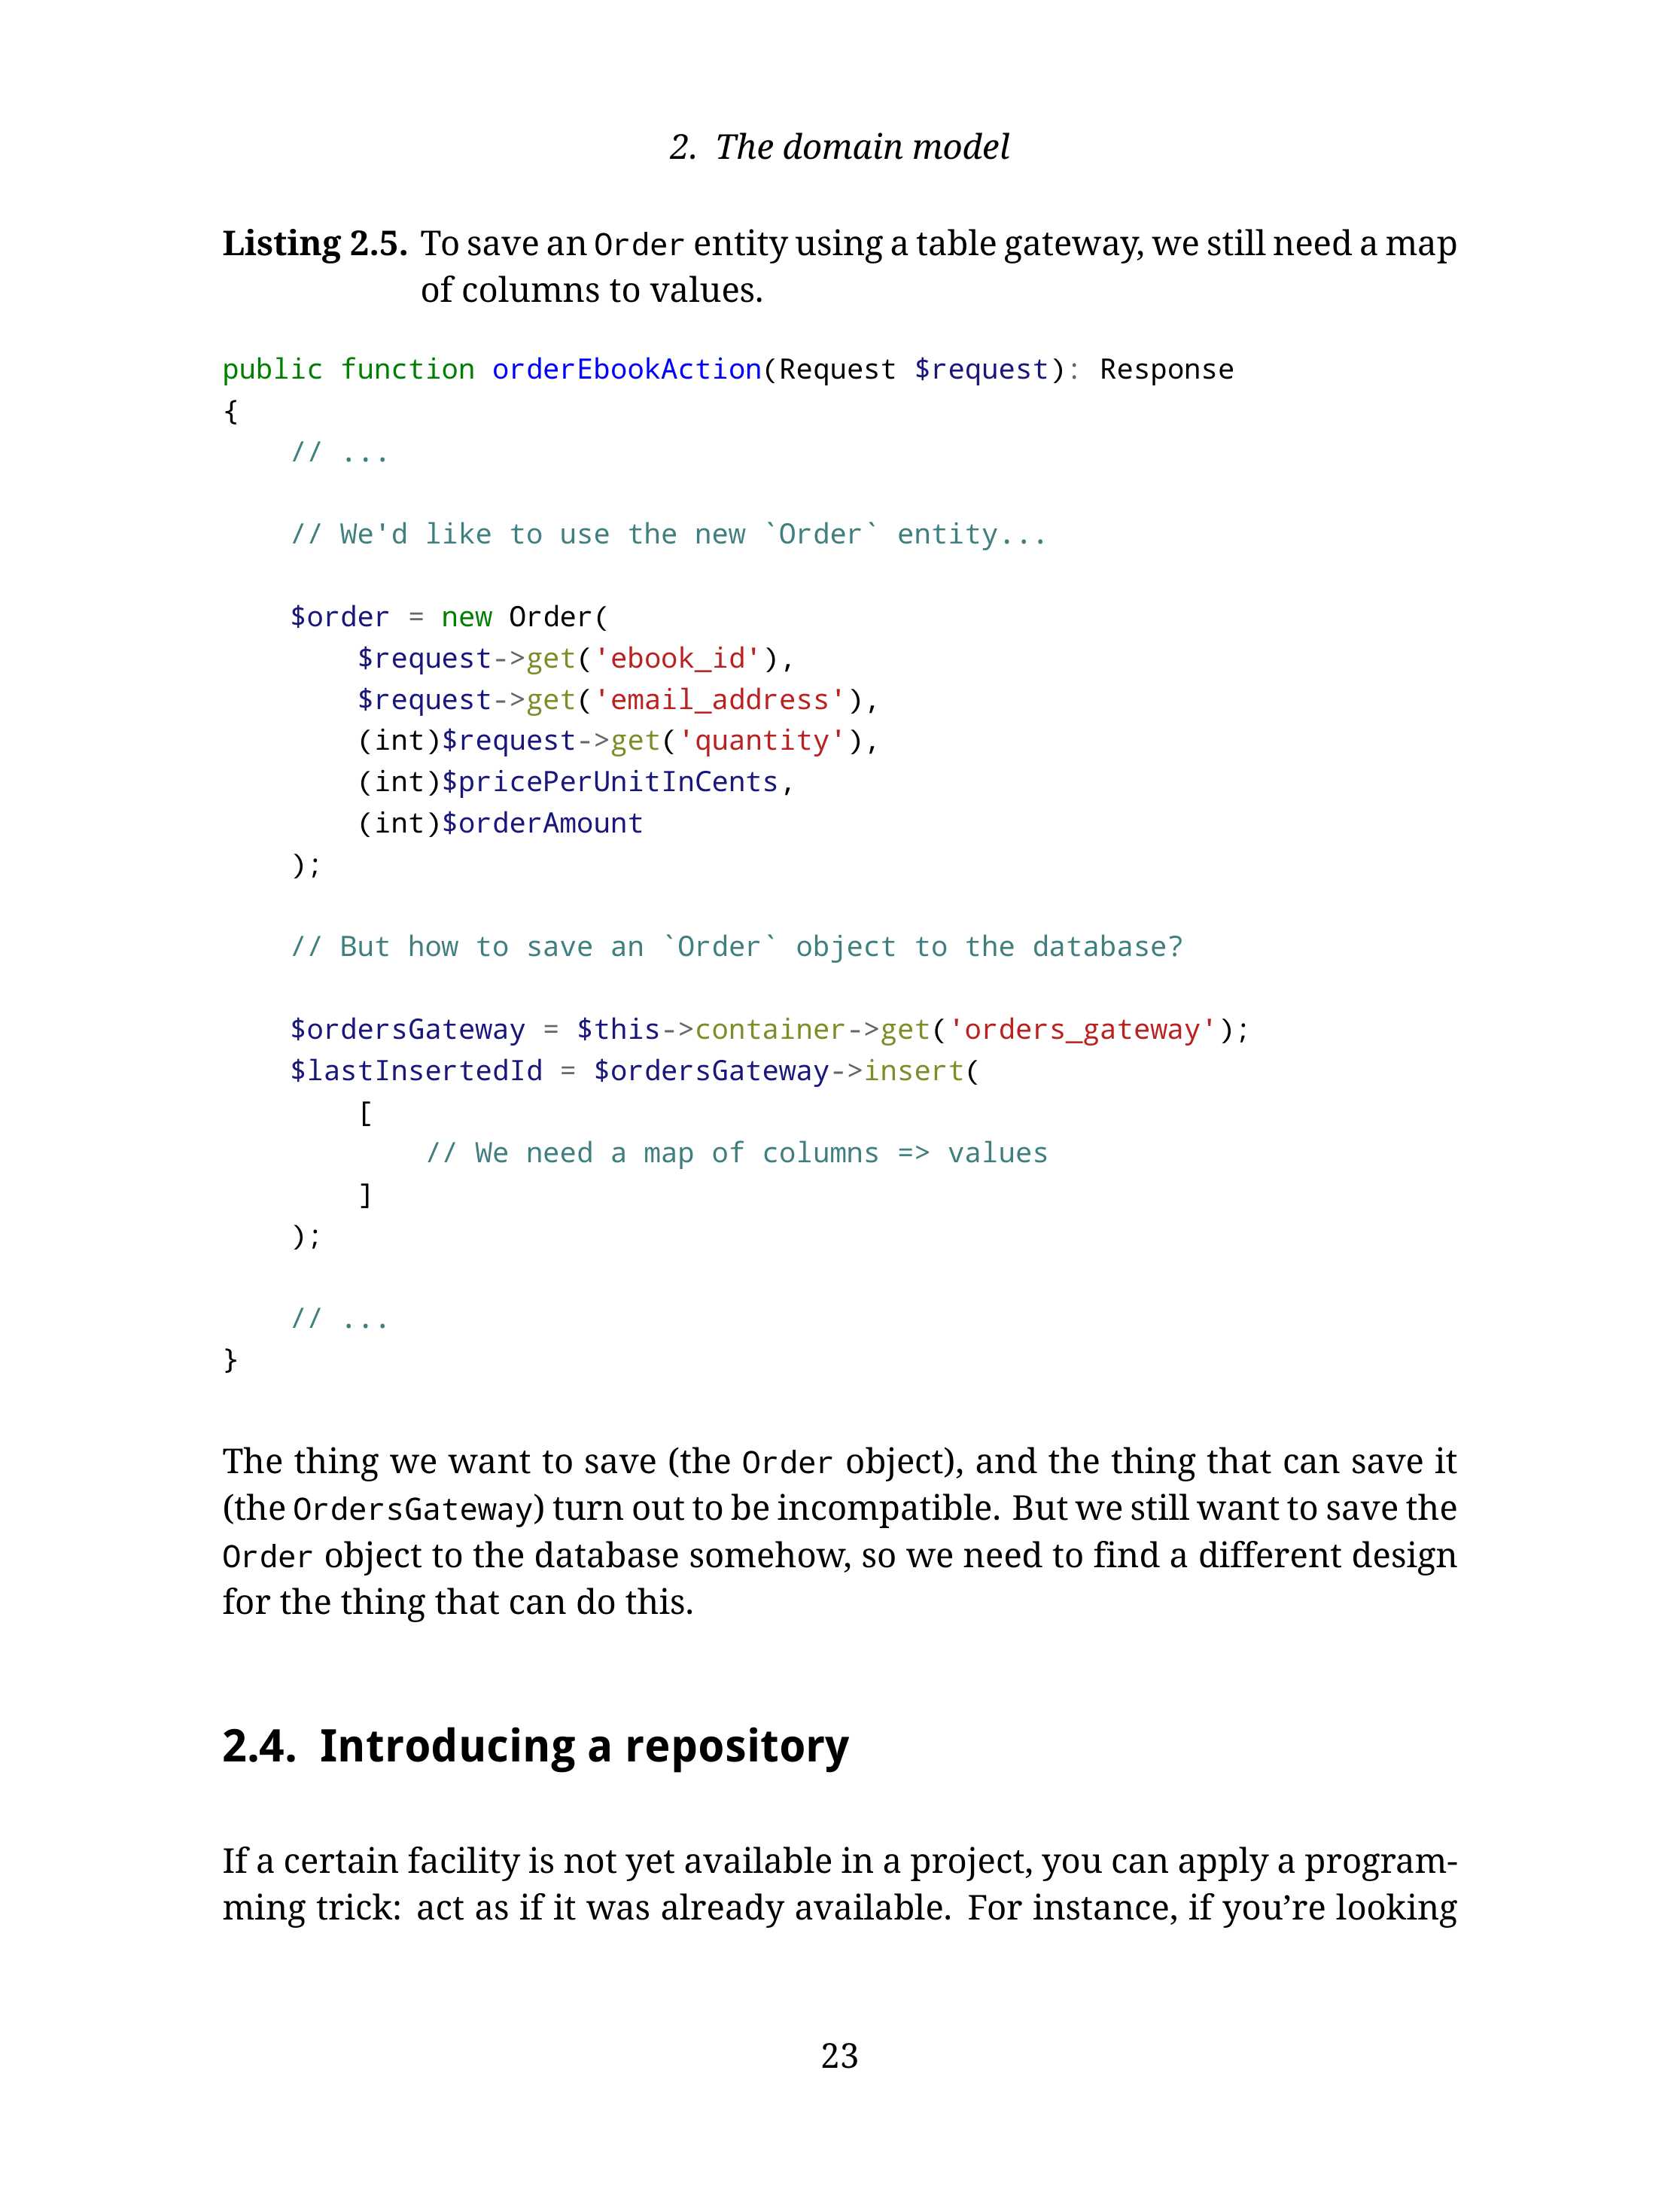 2. The domain model
Listing 2.5. To save an Order entity using a table gateway, we still need a map
of columns to values.
public function orderEbookAction(Request $request): Response
{
    // ...
    // We'd like to use the new `Order` entity...
    $order = new Order(
        $request->get('ebook_id'),
        $request->get('email_address'),
        (int)$request->get('quantity'),
        (int)$pricePerUnitInCents,
        (int)$orderAmount
    );
    // But how to save an `Order` object to the database?
    $ordersGateway = $this->container->get('orders_gateway');
    $lastInsertedId = $ordersGateway->insert(
        [
            // We need a map of columns => values
        ]
    );
    // ...
}
The thing we want to save (the Order object), and the thing that can save it
(the OrdersGateway) turn out to be incompatible. But we still want to save the
Order object to the database somehow, so we need to find a different design
for the thing that can do this.
2.4. Introducing a repository
If a certain facility is not yet available in a project, you can apply a program-
ming trick: act as if it was already available. For instance, if you’re looking
23